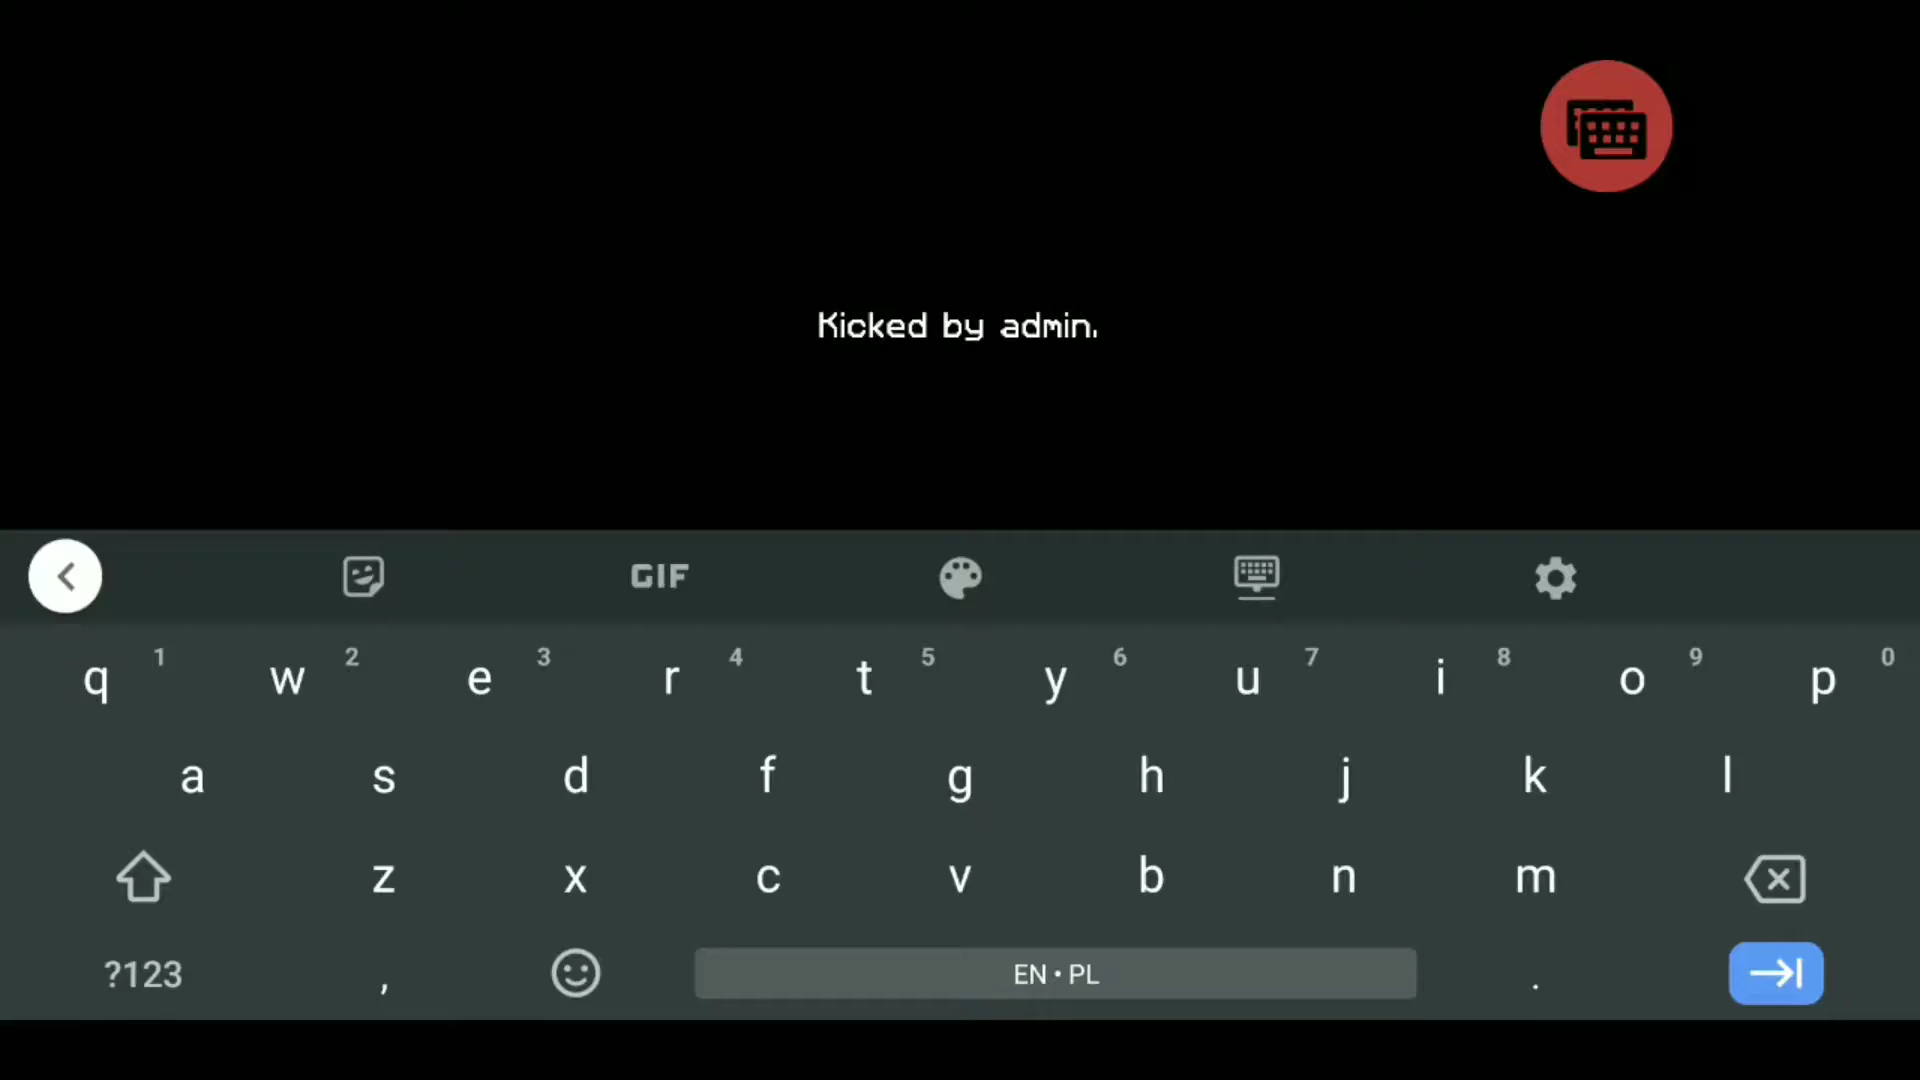 Kicked by admin.
GIF
q 1 w 2 e 3 r 4 t 5 y 6 u 7 i 8 o 9 p 0
a s d f g h j k l
z x c v b n m
?123 , EN • PL .